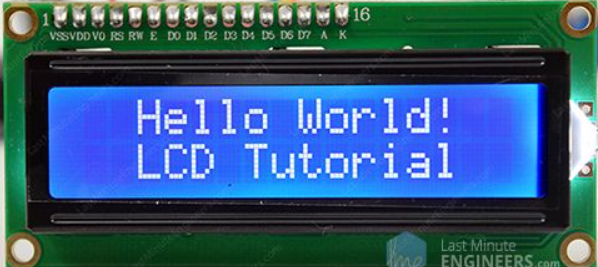 1 16
VSS VDD VO RS RW E D0 D1 D2 D3 D4 D5 D6 D7 A K
Hello World!
LCD Tutorial
Last Minute
ENGINEERS.com